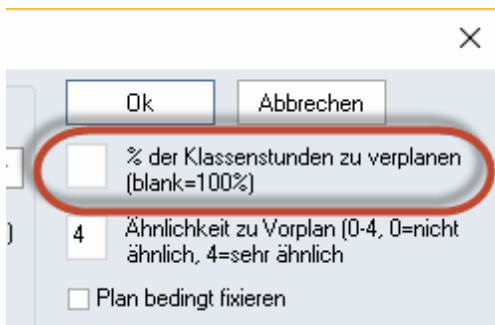 Ok Abbrechen
% der Klassenstunden zu verplanen
(blank=100%)
4 Ähnlichkeit zu Vorplan (0-4, 0=nicht
) ähnlich, 4=sehr ähnlich
Plan bedingt fixieren